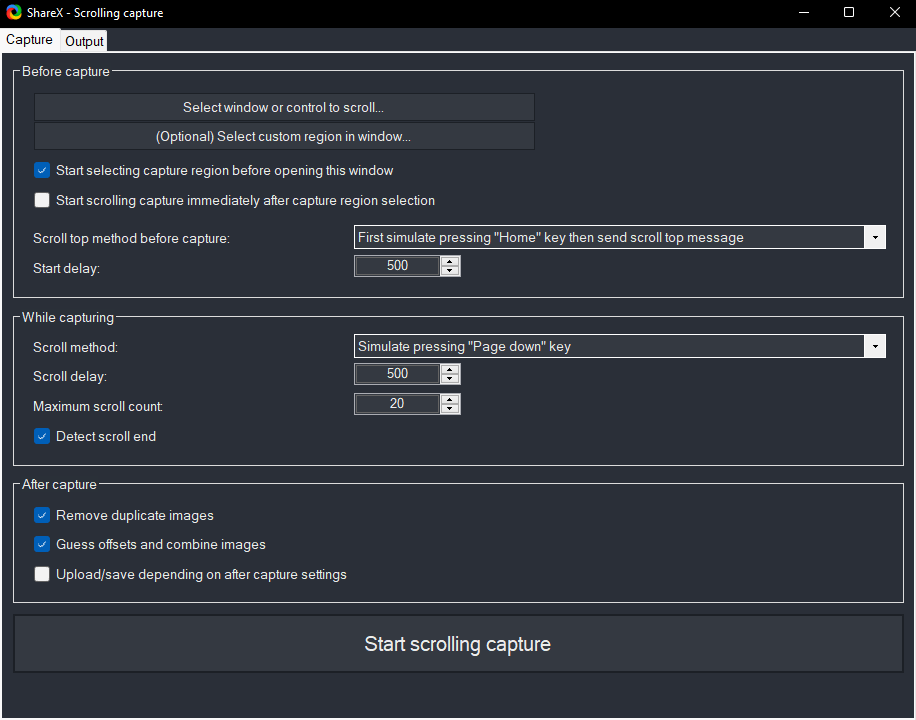 ShareX - Scrolling capture
Capture Output
Before capture
Select window or control to scroll...
(Optional) Select custom region in window...
Start selecting capture region before opening this window
Start scrolling capture immediately after capture region selection
Scroll top method before capture: First simulate pressing "Home" key then send scroll top message
Start delay: 500
While capturing
Scroll method: Simulate pressing "Page down" key
Scroll delay: 500
Maximum scroll count: 20
Detect scroll end
After capture
Remove duplicate images
Guess offsets and combine images
Upload/save depending on after capture settings
Start scrolling capture